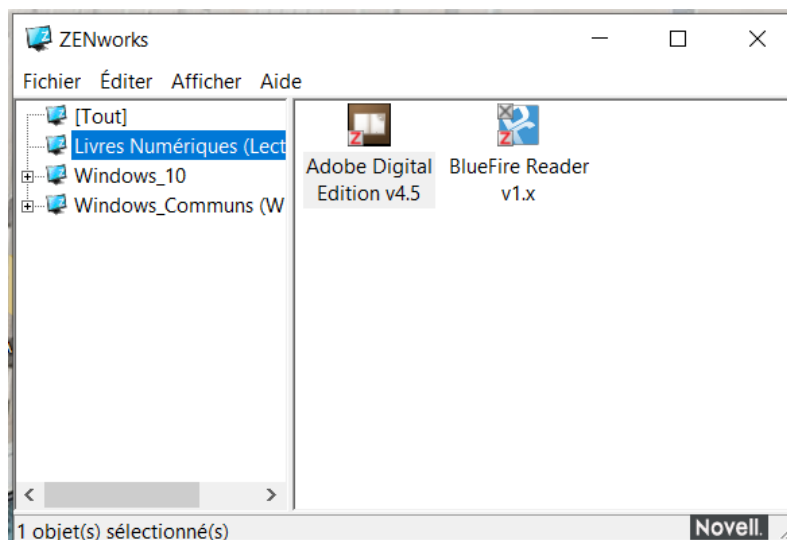 ZENworks
Fichier Éditer Afficher Aide
[Tout]
Livres Numériques (Lect
Windows_10
Windows_Communs (W
Adobe Digital
Edition v4.5
BlueFire Reader
v1.x
1 objet(s) sélectionné(s)
Novell.